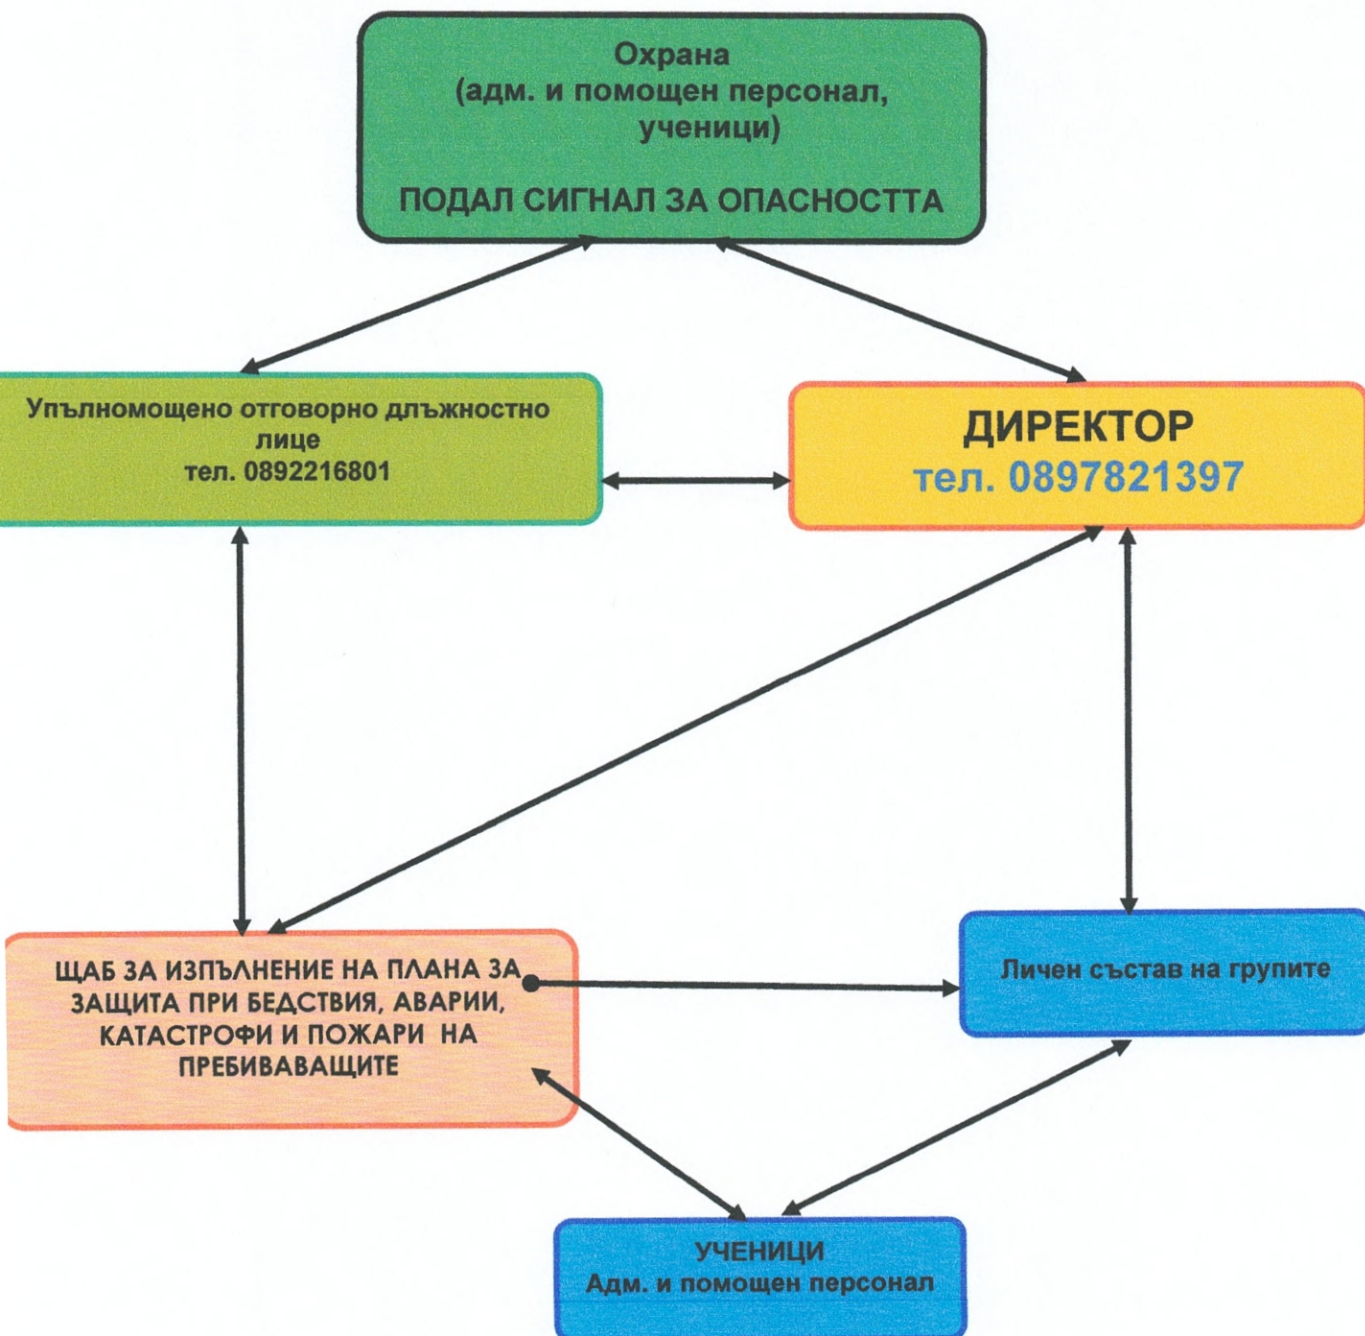 Охрана
(адм. и помощен персонал,
ученици)
ПОДАЛ СИГНАЛ ЗА ОПАСНОСТТА
Упълномощено отговорно длъжностно
лице
тел. 0892216801
ДИРЕКТОР
тел. 0897821397
ЩАБ ЗА ИЗПЪЛНЕНИЕ НА ПЛАНА ЗА
ЗАЩИТА ПРИ БЕДСТВИЯ, АВАРИИ,
КАТАСТРОФИ И ПОЖАРИ НА
ПРЕБИВАВАЩИТЕ
Личен състав на групите
УЧЕНИЦИ
Адм. и помощен персонал